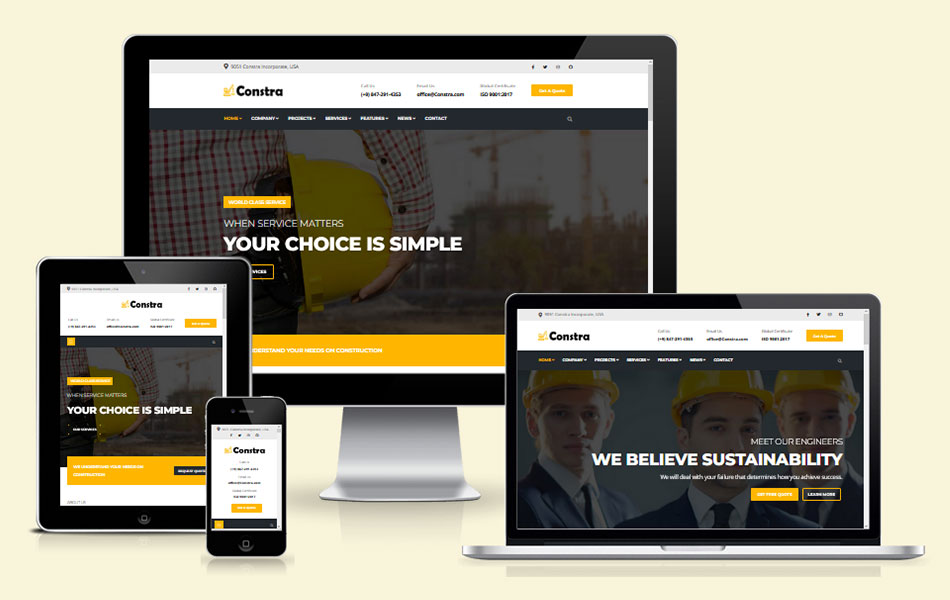 9051 Constra Incorporate, USA
Constra
Call Us
(+9) 847-291-4353
Email Us
office@Constra.com
Global Certificate
ISO 9001:2017
Get A Quote
HOME
COMPANY
PROJECTS
SERVICES
FEATURES
NEWS
CONTACT
WORLD CLASS SERVICE
WHEN SERVICE MATTERS
YOUR CHOICE IS SIMPLE
VICES
DERSTAND YOUR NEEDS ON CONSTRUCTION
9051 Constra Incorporate, USA
Constra
Call Us
(+9) 847-291-4353
Email Us
office@Constra.com
ISO 9001:2017
Get A Quote
WORLD CLASS SERVICE
WHEN SERVICE MATTERS
YOUR CHOICE IS SIMPLE
OUR SERVICES
WE UNDERSTAND YOUR NEEDS ON
CONSTRUCTION
REQUEST QUOTE
ABOUT US
9051 Constra Incorporate, USA
Constra
Call Us
(+9) 847-291-4353
Email Us
office@Constra.com
ISO 9001:2017
Get A Quote
9051 Constra Incorporate, USA
Constra
Call Us
(+9) 847-291-4353
Email Us
office@Constra.com
Global Certificate
ISO 9001:2017
Get A Quote
HOME
COMPANY
PROJECTS
SERVICES
FEATURES
NEWS
CONTACT
MEET OUR ENGINEERS
WE BELIEVE SUSTAINABILITY
We will deal with your failure that determines how you achieve success.
GET FREE QUOTE
LEARN MORE